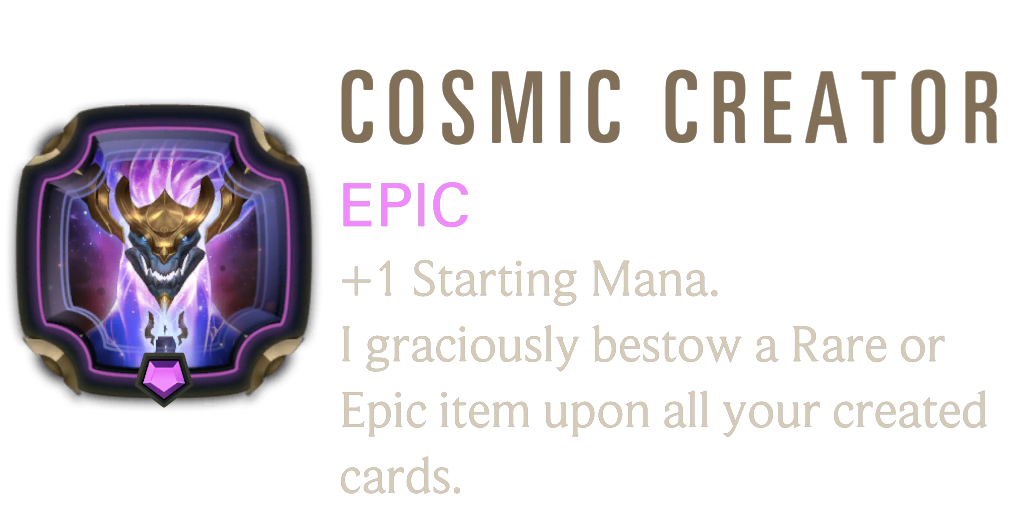 COSMIC CREATOR
EPIC
+1 Starting Mana.
I graciously bestow a Rare or
Epic item upon all your created
cards.